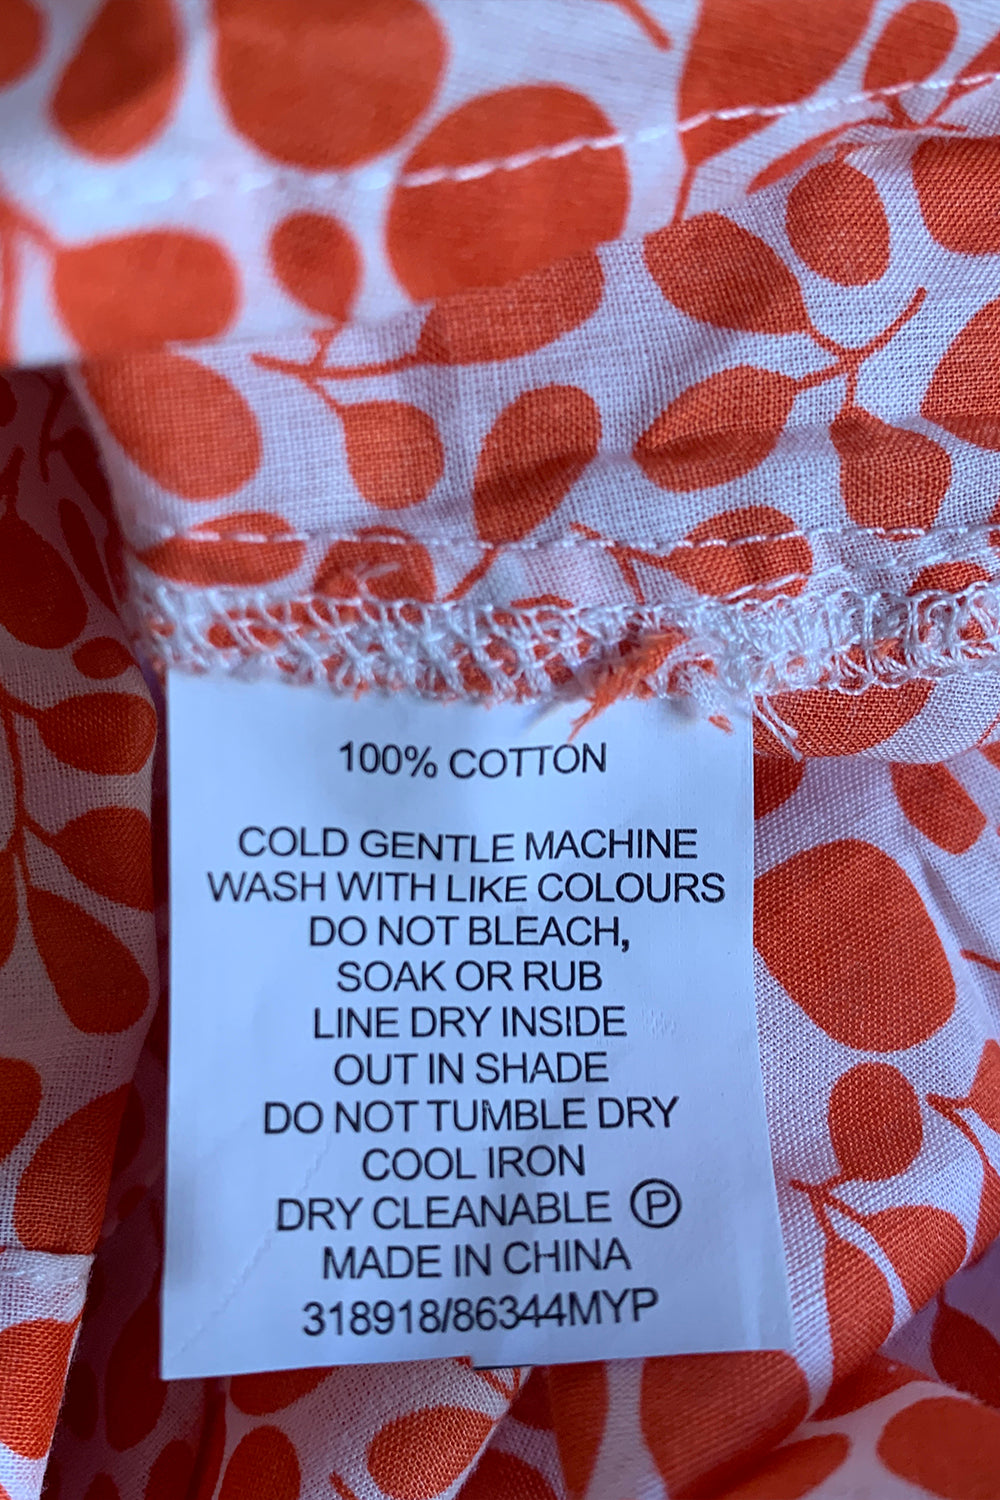 100% COTTON
COLD GENTLE MACHINE
WASH WITH LIKE COLOURS
DO NOT BLEACH,
SOAK OR RUB
LINE DRY INSIDE
OUT IN SHADE
DO NOT TUMBLE DRY
COOL IRON
DRY CLEANABLE Ⓟ
MADE IN CHINA
318918/86344MYP